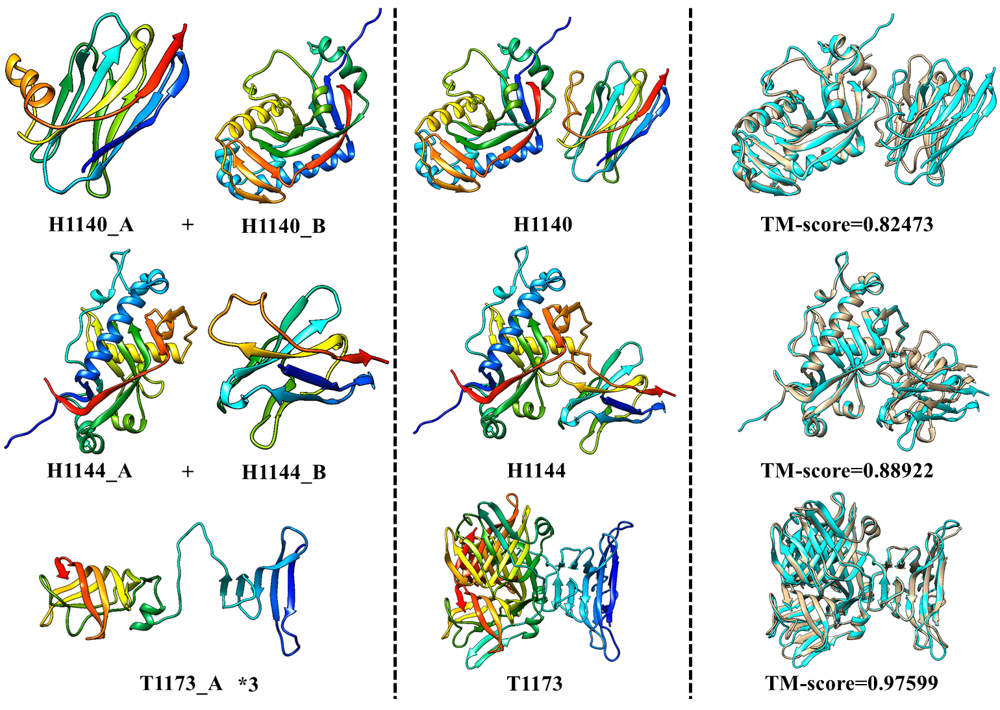 H1140_A + H1140_B
H1140
TM-score=0.82473
H1144_A + H1144_B
H1144
TM-score=0.88922
T1173_A *3
T1173
TM-score=0.97599